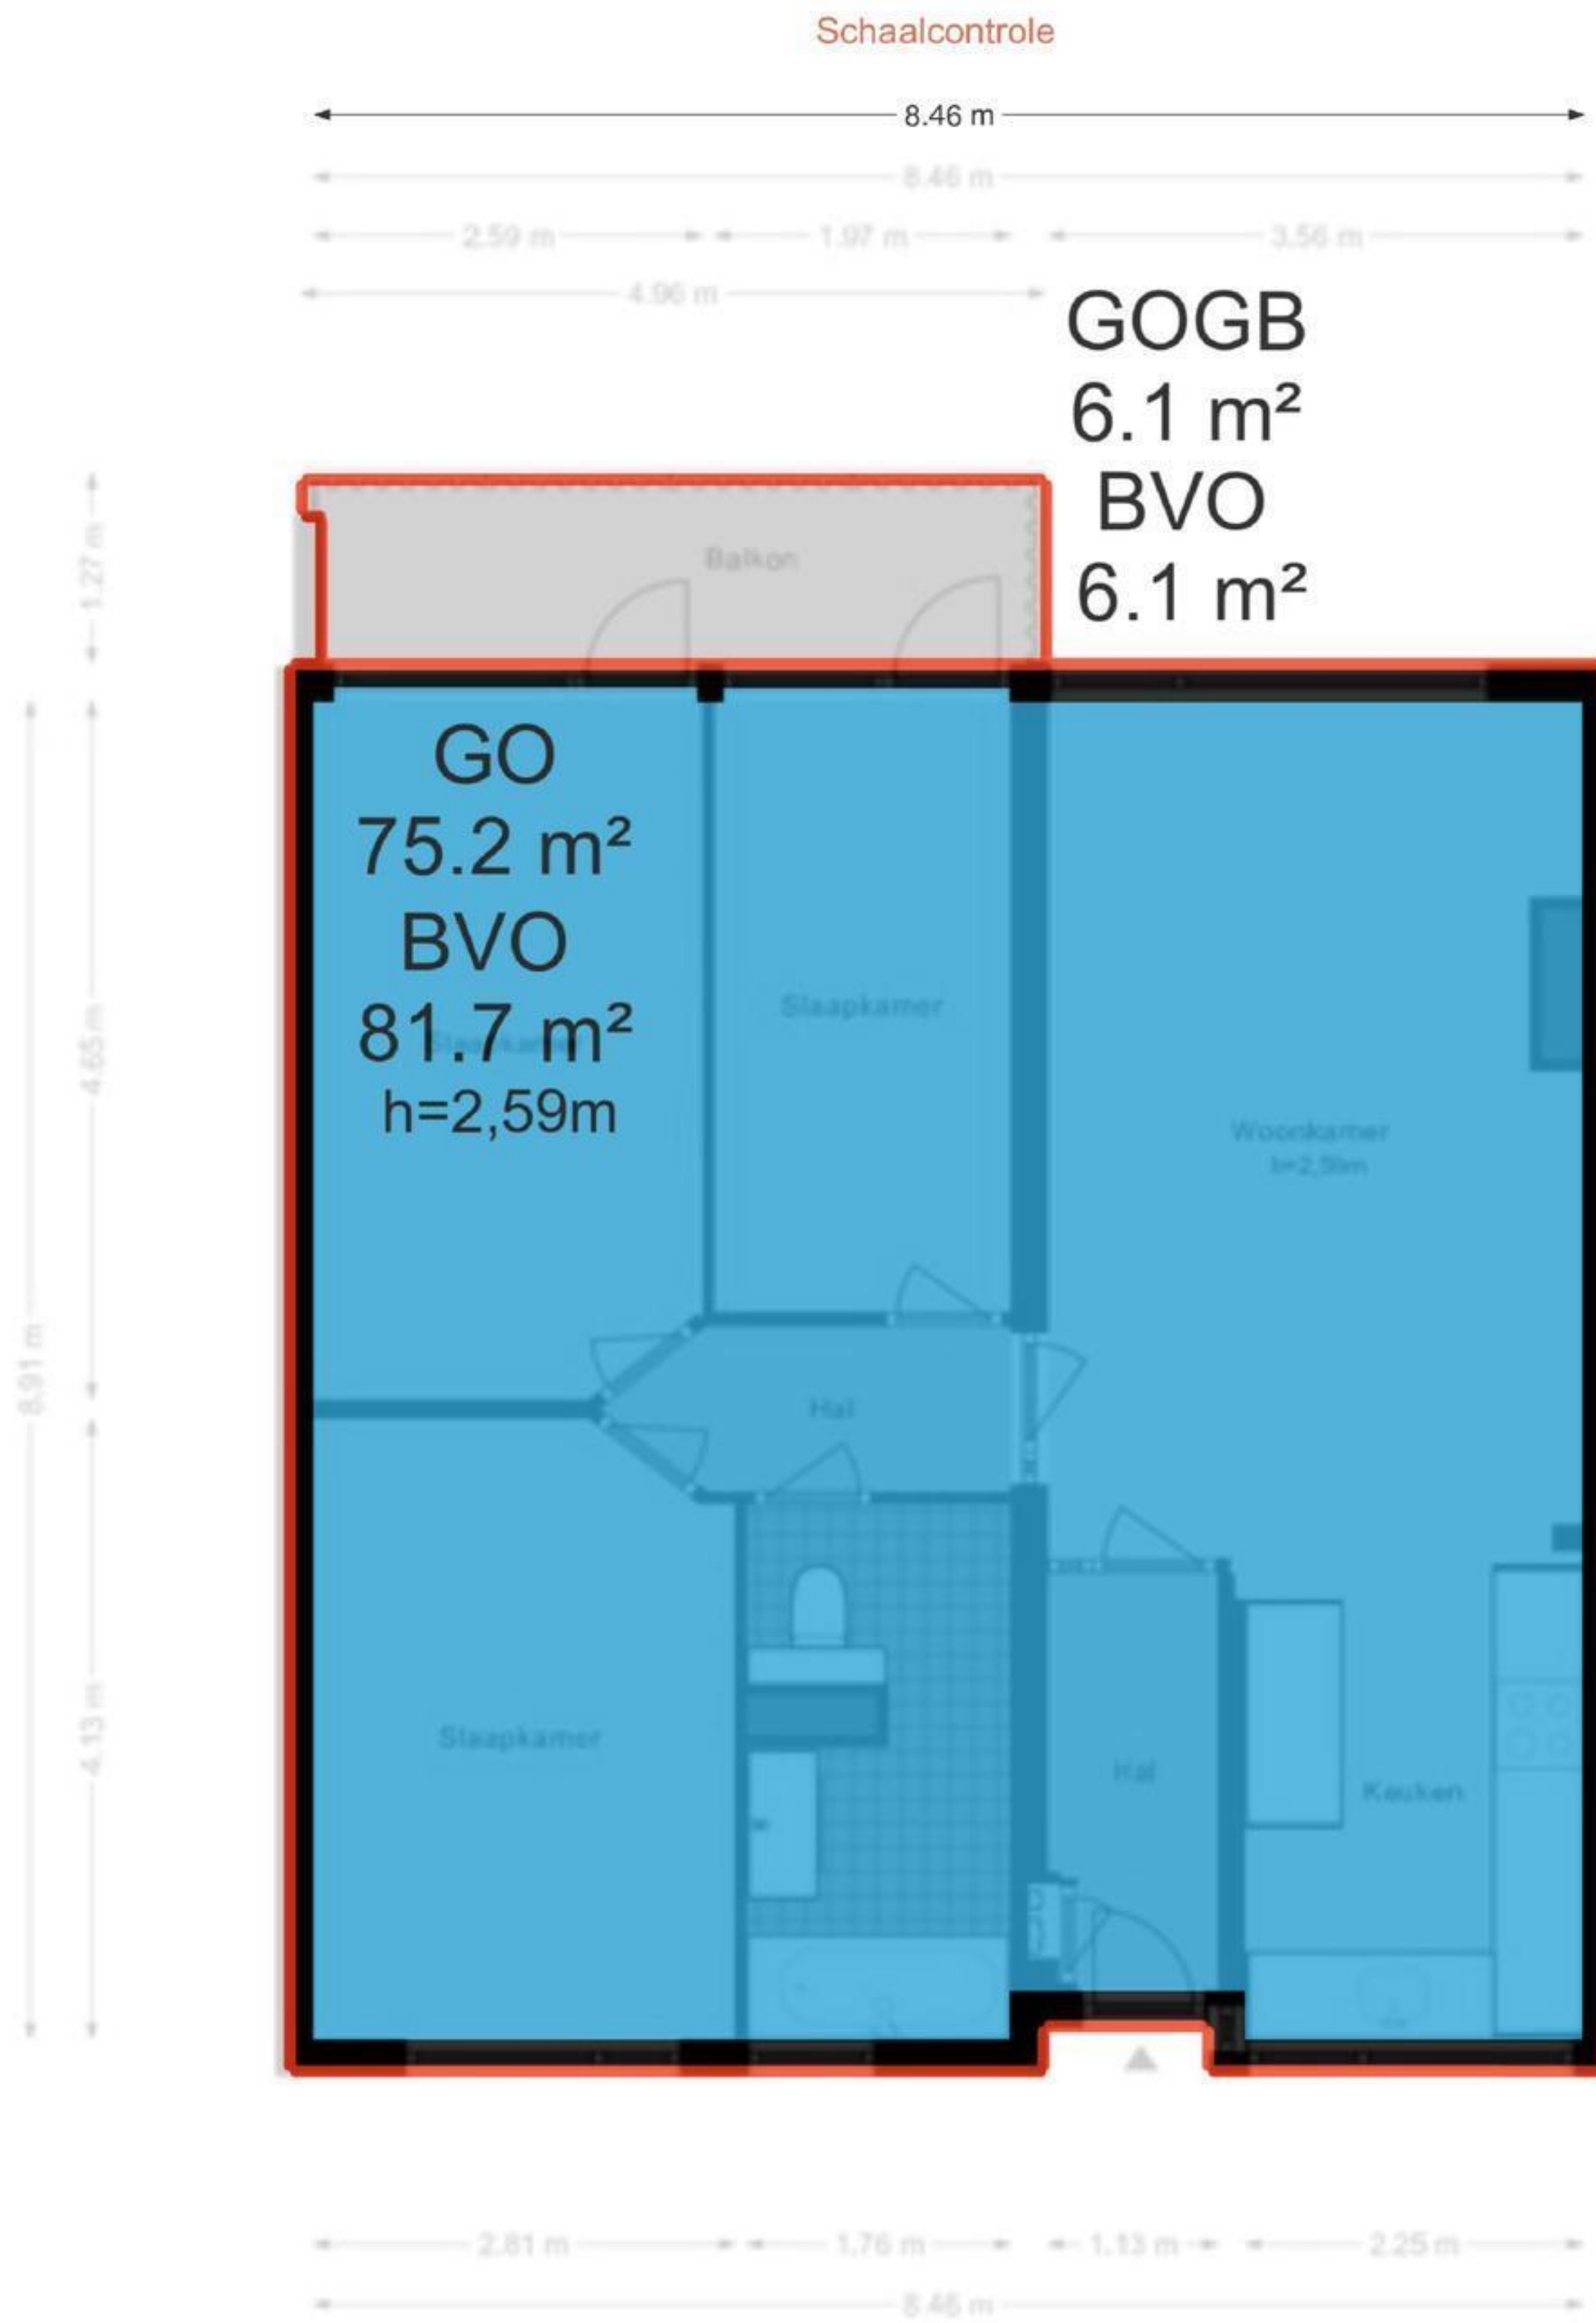 Schaalcontrole
8.46 m
8.46 m
2.59 m
1.97 m
3.56 m
4.96 m
GOGB
6.1 m²
BVO
6.1 m²
1.27 m
Balkon
GO
75.2 m²
BVO
81.7 m²
h=2,59m
Slaapkamer
Slaapkamer
4.65 m
8.91 m
Woonkamer
h=2,59m
Hal
4.13 m
Slaapkamer
Hal
Keuken
2.81 m
1.76 m
1.13 m
2.25 m
8.46 m